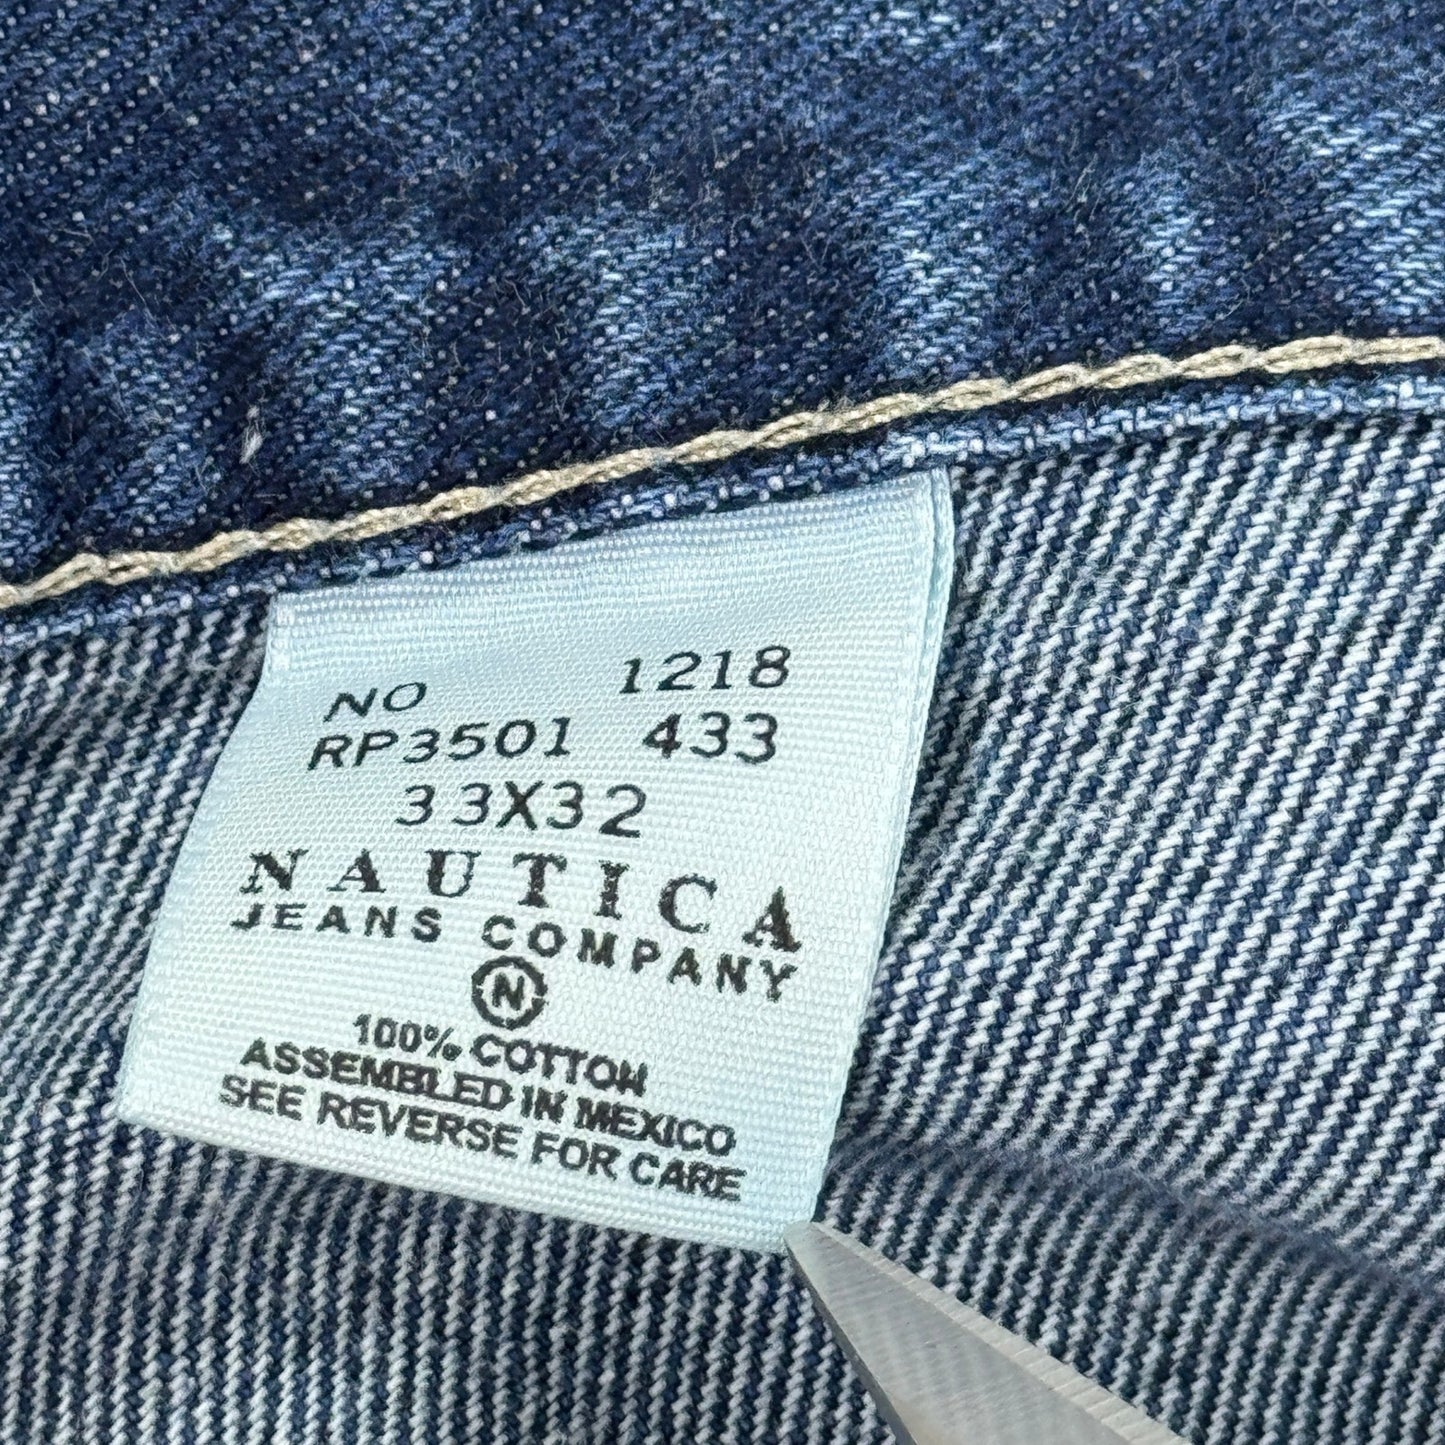 NO 1218
RP3501 433
33X32
NAUTICA
JEANS COMPANY
N
100% COTTON
ASSEMBLED IN MEXICO
SEE REVERSE FOR CARE